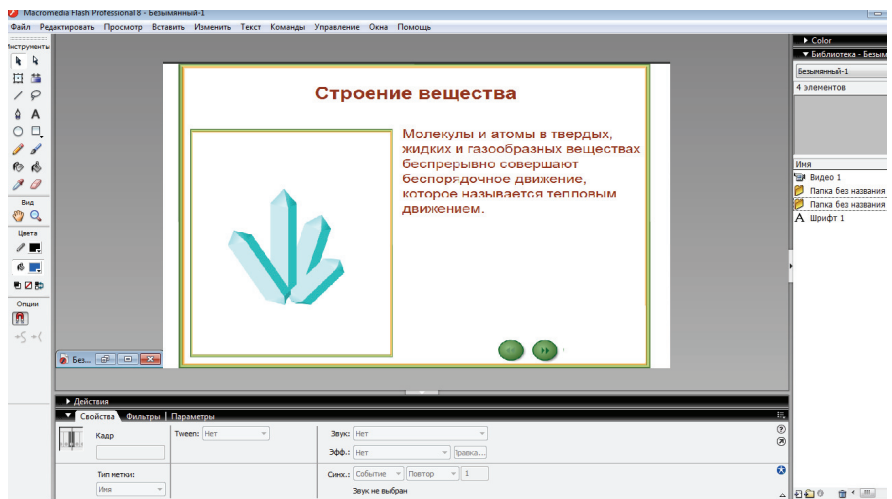 Macromedia Flash Professional 8 - Безымянный-1
Файл Редактировать Просмотр Вставить Изменить Текст Команды Управление Окна Помощь
Инструменты
Вид
Цвета
Опции
Строение вещества
Молекулы и атомы в твердых,
жидких и газообразных веществах
беспрерывно совершают
беспорядочное движение,
которое называется тепловым
движением.
Без...
Color
Библиотека - Безым
Безымянный-1
4 элементов
Имя
Видео 1
Папка без названия
Папка без названия
Шрифт 1
Действия
Свойства Фильтры Параметры
Кадр Tween: Нет Звук: Нет
Эфф.: Нет Правка...
Тип метки: Синх.: Событие Повтор 1
Имя Звук не выбран